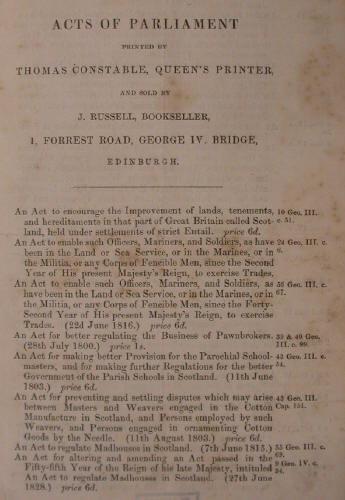 ACTS OF PARLIAMENT
PRINTED BY
THOMAS CONSTABLE, QUEEN'S PRINTER,
AND SOLD BY
J. RUSSELL, BOOKSELLER,
1, FORREST ROAD, GEORGE IV. BRIDGE,
EDINBURGH.
An Act to encourage the Improvement of lands, tenements, 10 Geo. III.
and hereditaments in that part of Great Britain called Scot- c. 51.
land, held under settlements of strict Entail. price 6d.
An Act to enable such Officers, Mariners, and Soldiers, as have 24 Geo. III. c.
been in the Land or Sea Service, or in the Marines, or in 6.
the Militia, or any Corps of Fencible Men, since the Second
Year of His present Majesty's Reign, to exercise Trades.
An Act to enable such Officers, Mariners, and Soldiers, as 56 Geo. III. c.
have been in the Land or Sea Service, or in the Marines, or in 67.
the Militia, or any Corps of Fencible Men, since the Forty-
Second Year of His present Majesty's Reign, to exercise
Trades. (22d June 1816.) price 6d.
An Act for better regulating the Business of Pawnbrokers. 39 & 40 Geo.
(28th July 1800.) price 1s. III. c. 99.
An Act for making better Provision for the Parochial School- 43 Geo. III. c.
masters, and for making further Regulations for the better 54.
Government of the Parish Schools in Scotland. (11th June
1803.) price 6d.
An Act for preventing and settling disputes which may arise 43 Geo. III.
between Masters and Weavers engaged in the Cotton Cap. 151.
Manufacture in Scotland, and Persons employed by such
Weavers, and Persons engaged in ornamenting Cotton
Goods by the Needle. (11th August 1803.) price 6d.
An Act to regulate Madhouses in Scotland. (7th June 1815.) 55 Geo. III. c.
An Act for altering and amending an Act passed in the 69.
Fifty-fifth Year of the Reign of his late Majesty, intituled 9 Geo. IV. c.
An Act to regulate Madhouses in Scotland. (27th June 34.
1828.) price 6d.